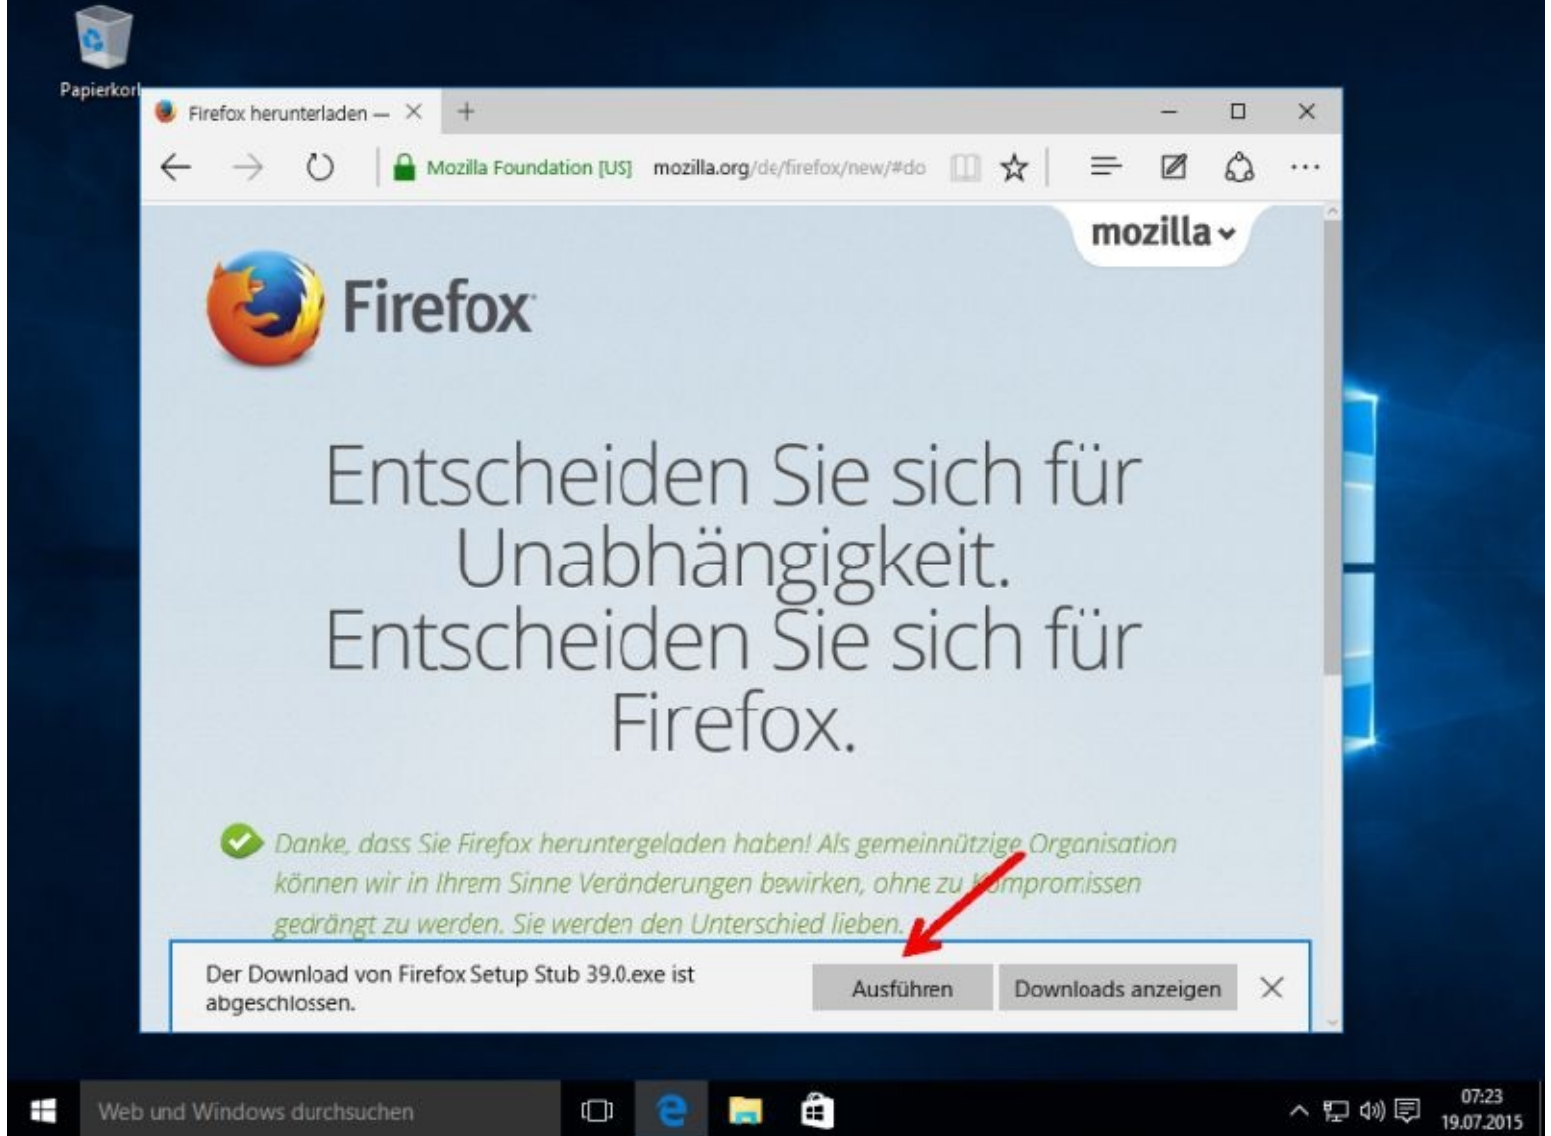 Papierkorb
Firefox herunterladen —
Mozilla Foundation [US] mozilla.org/de/firefox/new/#do
mozilla
Firefox
Entscheiden Sie sich für
Unabhängigkeit.
Entscheiden Sie sich für
Firefox.
Danke, dass Sie Firefox heruntergeladen haben! Als gemeinnützige Organisation
können wir in Ihrem Sinne Veränderungen bewirken, ohne zu Kompromissen
gedrängt zu werden. Sie werden den Unterschied lieben.
Der Download von Firefox Setup Stub 39.0.exe ist
abgeschlossen.
Ausführen
Downloads anzeigen
Web und Windows durchsuchen
07:23
19.07.2015